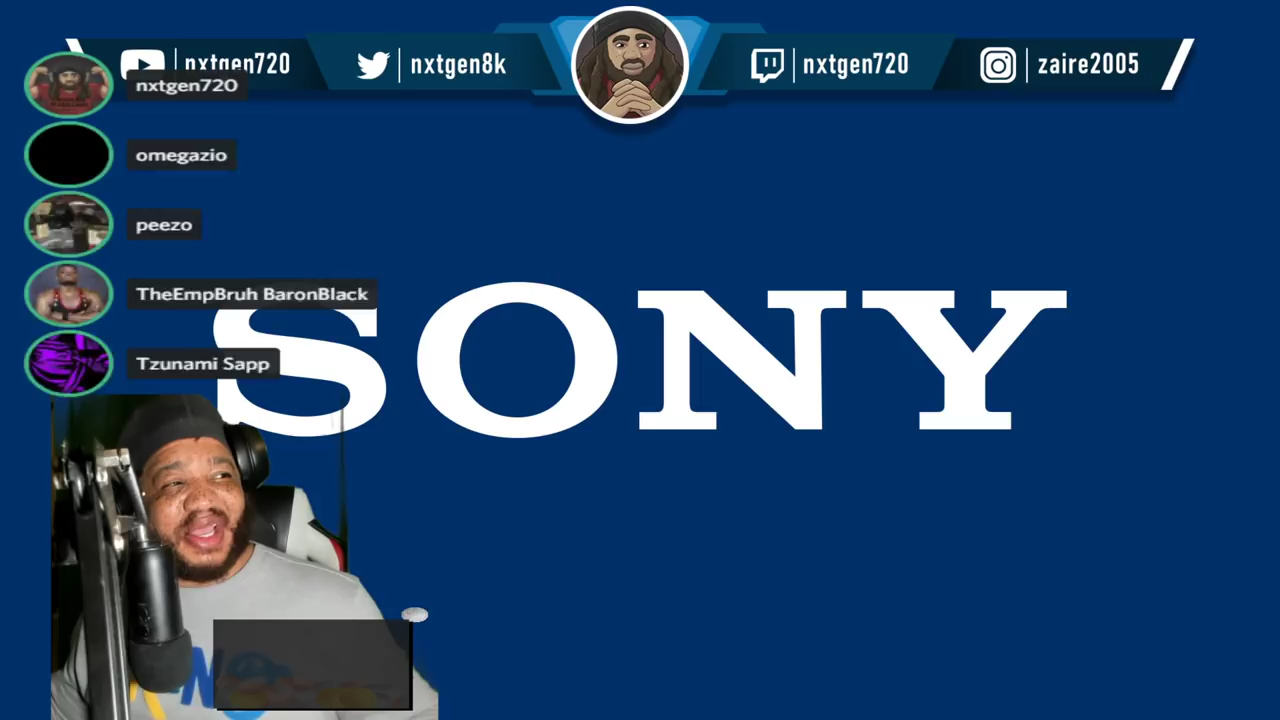 nxtgen720
nxtgen8k
nxtgen720
zaire2005
nxtgen720
omegazio
peezo
TheEmpBruh BaronBlack
Tzunami Sapp
SONY